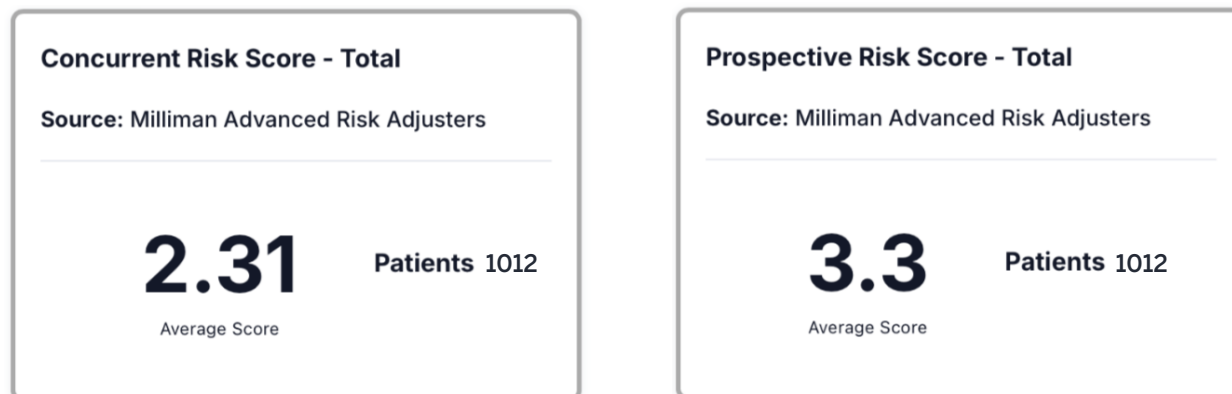 Concurrent Risk Score - Total
Source: Milliman Advanced Risk Adjusters
2.31
Patients 1012
Average Score
Prospective Risk Score - Total
Source: Milliman Advanced Risk Adjusters
3.3
Patients 1012
Average Score